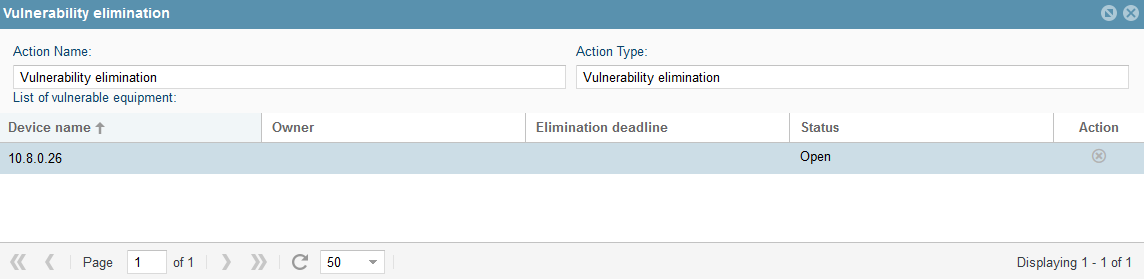 Vulnerability elimination
Action Name: Action Type:
Vulnerability elimination Vulnerability elimination
List of vulnerable equipment:
Device name Owner Elimination deadline Status Action
10.8.0.26 Open
Page 1 of 1 50 Displaying 1 - 1 of 1